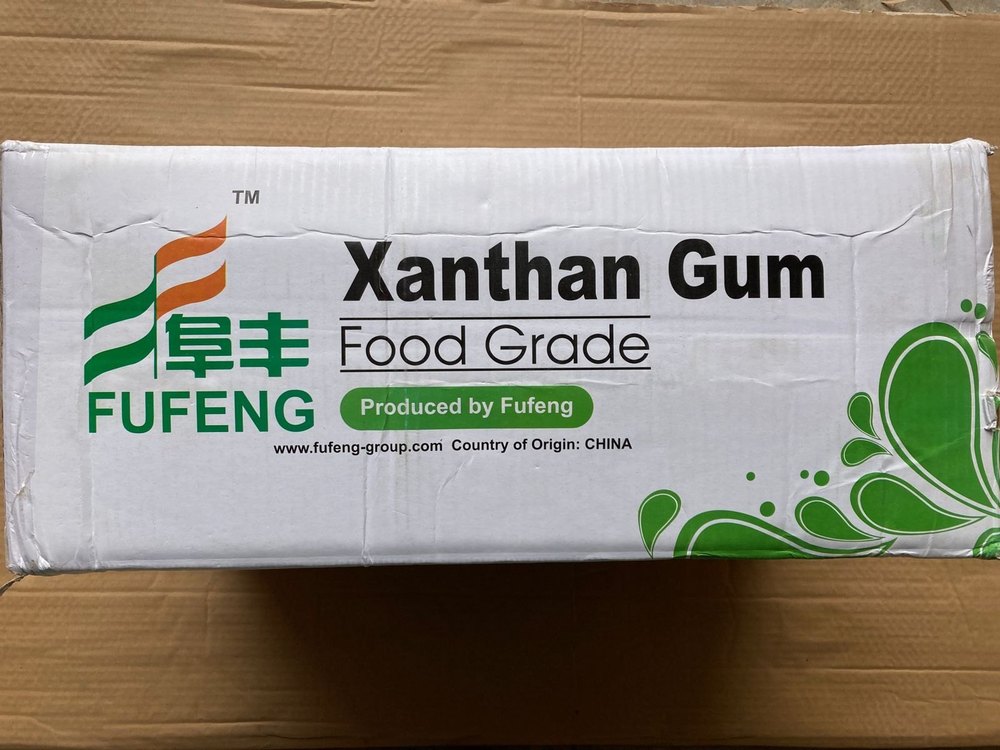 TM
Xanthan Gum
阜丰
Food Grade
FUFENG
Produced by Fufeng
www.fufeng-group.com Country of Origin: CHINA